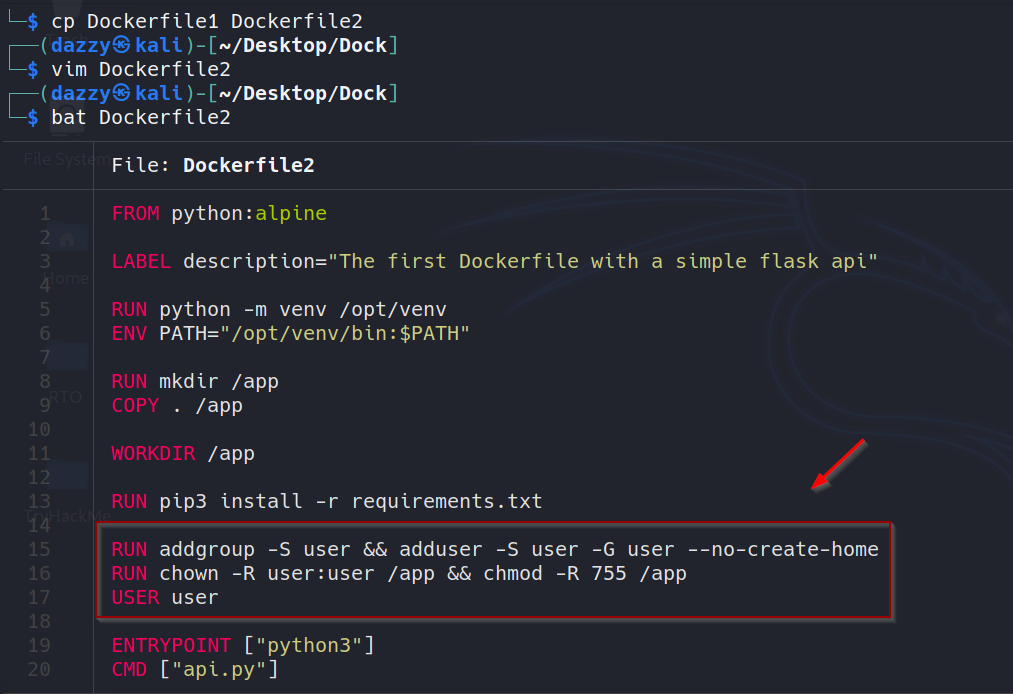 └─$ cp Dockerfile1 Dockerfile2
┌──(dazzy㉿kali)-[~/Desktop/Dock]
└─$ vim Dockerfile2
┌──(dazzy㉿kali)-[~/Desktop/Dock]
└─$ bat Dockerfile2
File System
File: Dockerfile2
1 FROM python:alpine
2
3 LABEL description="The first Dockerfile with a simple flask api"
Home
4
5 RUN python -m venv /opt/venv
6 ENV PATH="/opt/venv/bin:$PATH"
7
8 RUN mkdir /app
RTO
9 COPY . /app
10
11 WORKDIR /app
12
13 RUN pip3 install -r requirements.txt
TryHackMe
14
15 RUN addgroup -S user && adduser -S user -G user --no-create-home
16 RUN chown -R user:user /app && chmod -R 755 /app
17 USER user
18
19 ENTRYPOINT ["python3"]
20 CMD ["api.py"]